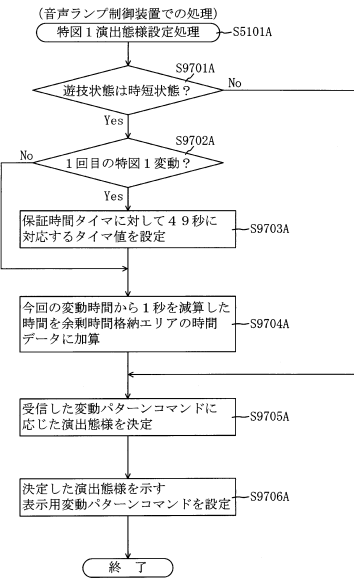 (音声ランプ制御装置での処理)
特図1演出態様設定処理
S5101A
S9701A
遊技状態は時短状態？
No
Yes
S9702A
No
1回目の特図1変動？
Yes
保証時間タイマに対して49秒に
対応するタイマ値を設定
S9703A
今回の変動時間から1秒を減算した
時間を余剰時間格納エリアの時間
データに加算
S9704A
受信した変動パターンコマンドに
応じた演出態様を決定
S9705A
決定した演出態様を示す
表示用変動パターンコマンドを設定
S9706A
終了